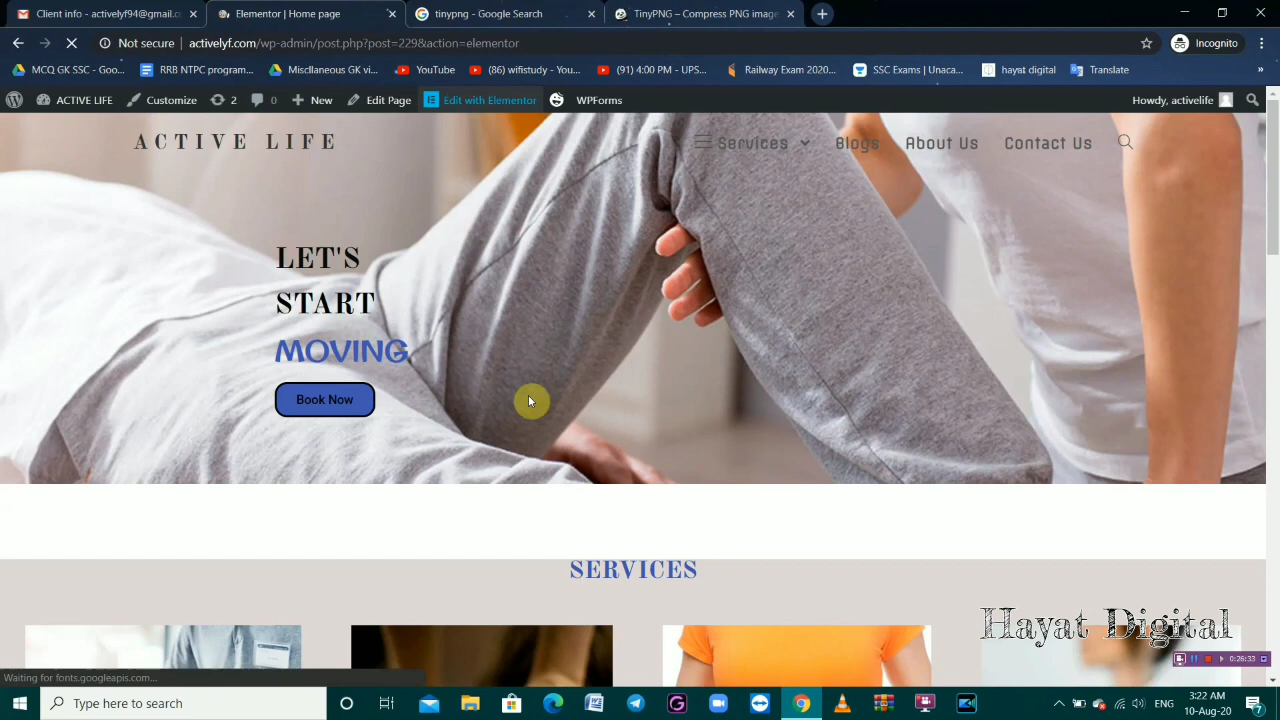 Client info - activelyf94@gmail.c
Elementor | Home page
tinypng - Google Search
TinyPNG – Compress PNG image
Not secure
activelyf.com/wp-admin/post.php?post=229&action=elementor
Incognito
MCQ GK SSC - Goo...
RRB NTPC program...
Miscllaneous GK vi...
YouTube
(86) wifistudy - You...
(91) 4:00 PM - UPS...
Railway Exam 2020...
SSC Exams | Unaca...
hayat digital
Translate
»
ACTIVE LIFE
Customize
2
0
New
Edit Page
Edit with Elementor
WPForms
Howdy, activelife
ACTIVE LIFE
Services
Blogs
About Us
Contact Us
LET'S
START
MOVING
Book Now
SERVICES
Hayat Digital
0:26:33
Waiting for fonts.googleapis.com...
Type here to search
ENG
3:22 AM
10-Aug-20
7